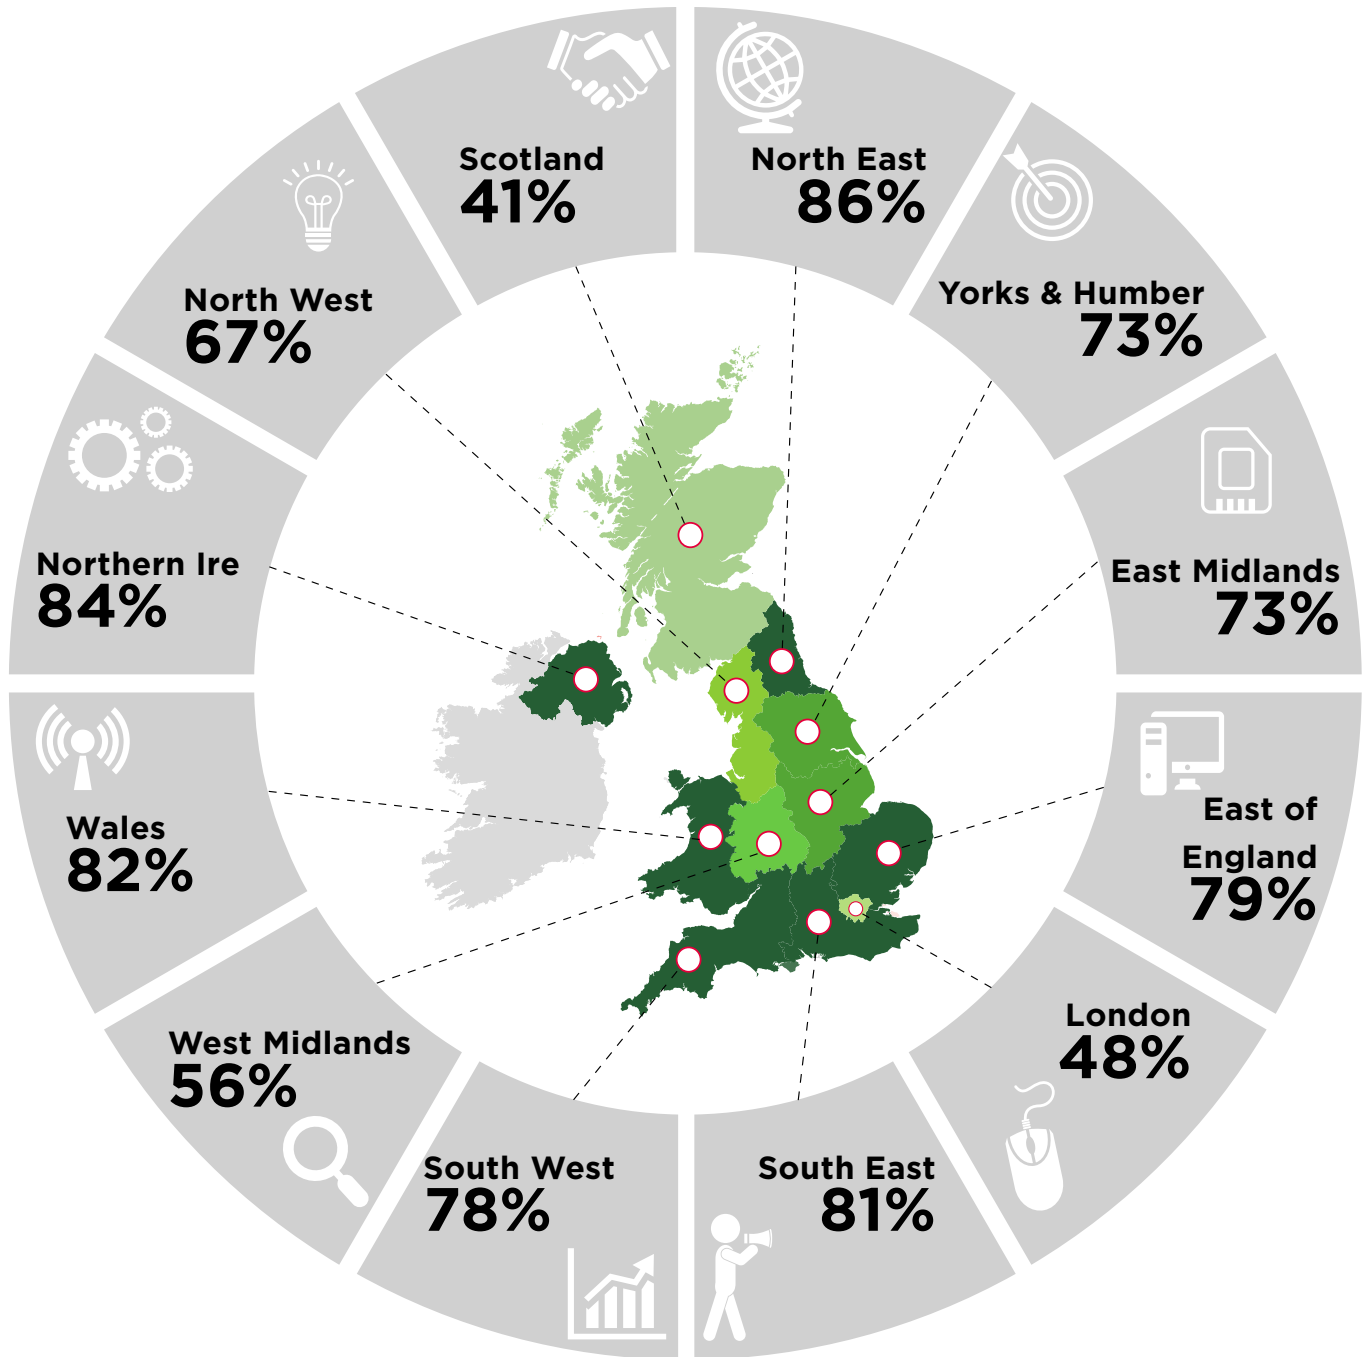 Scotland
41%
North East
86%
Yorks & Humber
73%
East Midlands
73%
East of
England
79%
London
48%
South East
81%
South West
78%
West Midlands
56%
Wales
82%
Northern Ire
84%
North West
67%